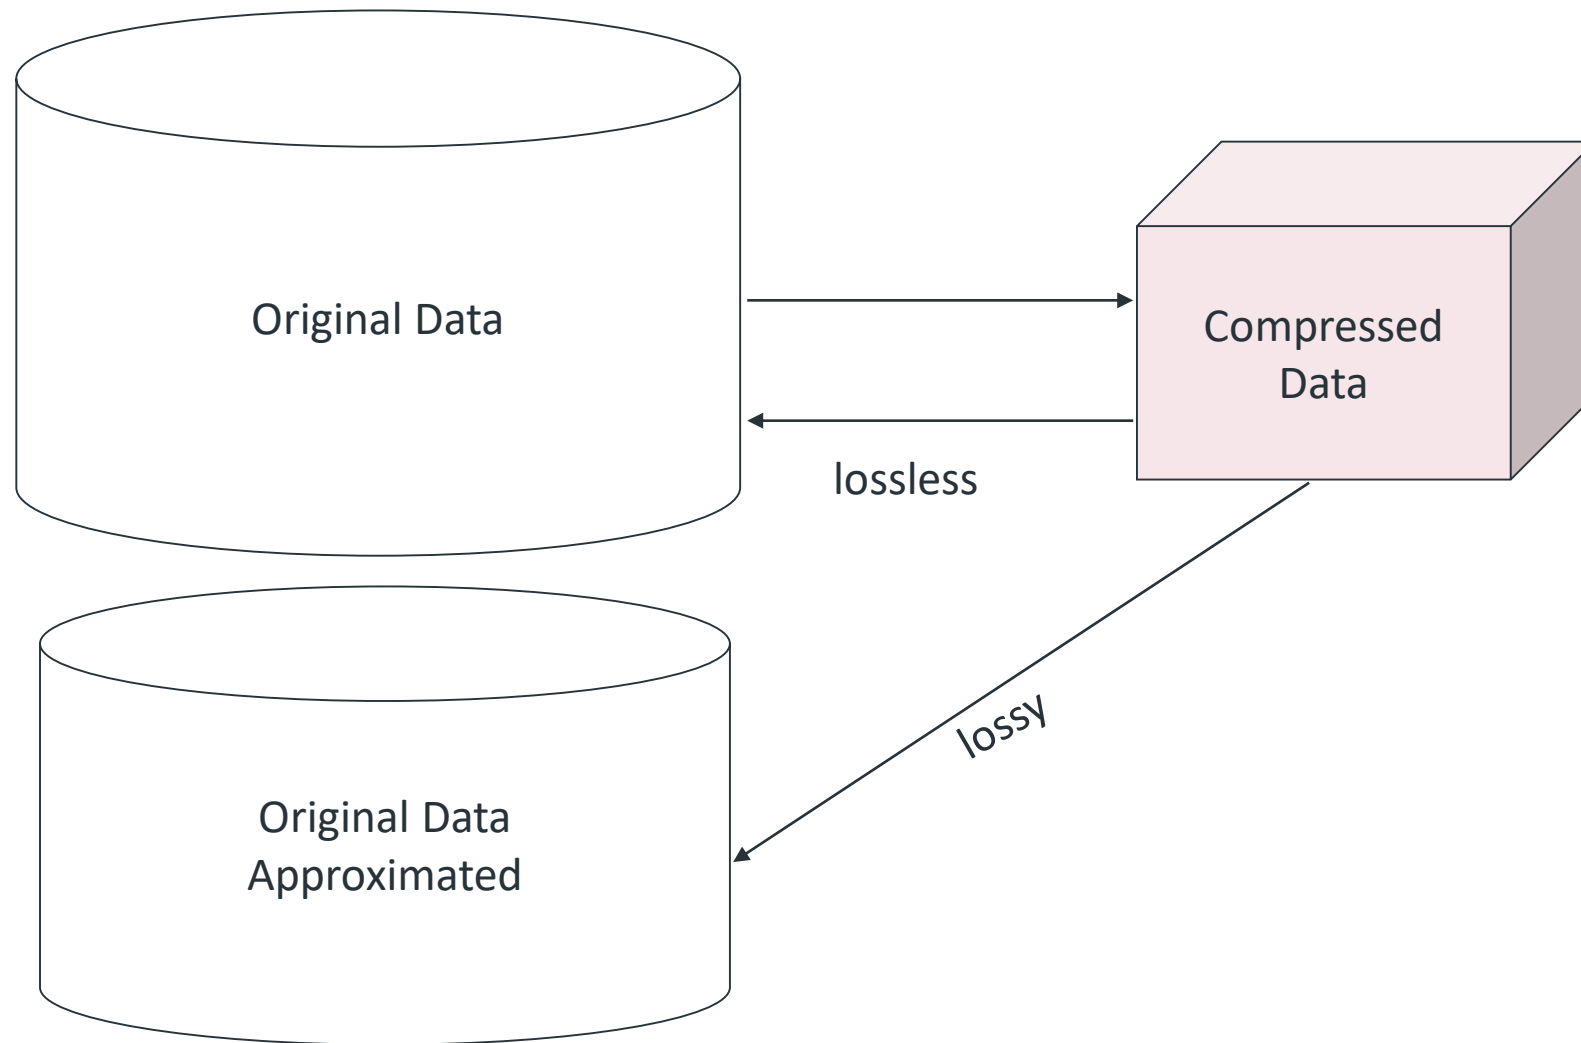 Original Data
Compressed
Data
lossless
lossy
Original Data
Approximated